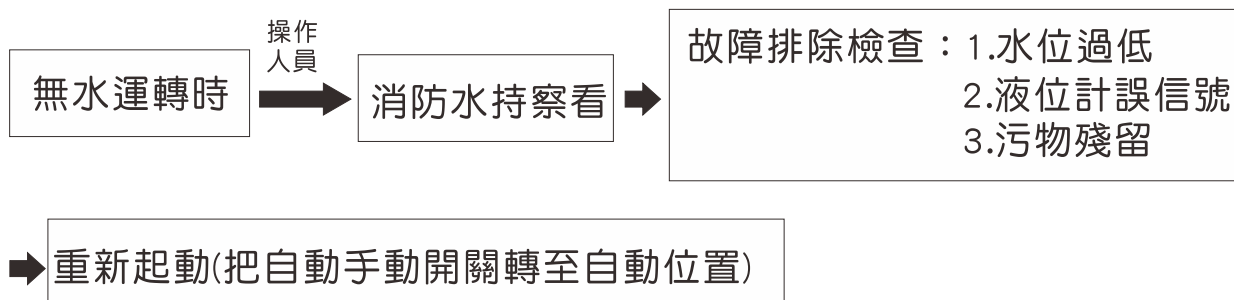 無水運轉時
操作
人員
消防水持察看
故障排除檢查：1.水位過低
2.液位計誤信號
3.污物殘留
重新起動(把自動手動開關轉至自動位置)